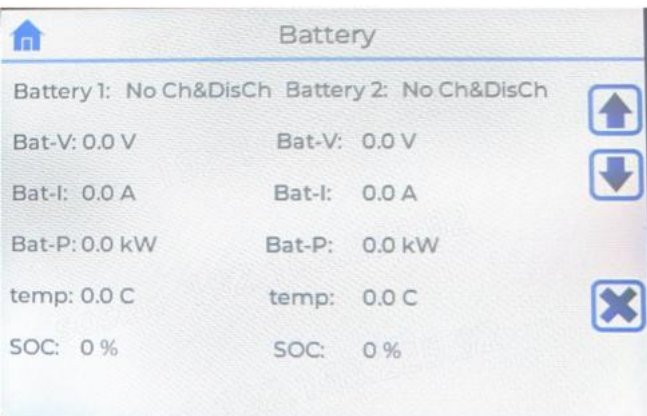 Battery
Battery 1: No Ch&DisCh Battery 2: No Ch&DisCh
Bat-V: 0.0 V Bat-V: 0.0 V
Bat-I: 0.0 A Bat-I: 0.0 A
Bat-P: 0.0 kW Bat-P: 0.0 kW
temp: 0.0 C temp: 0.0 C
SOC: 0 % SOC: 0 %